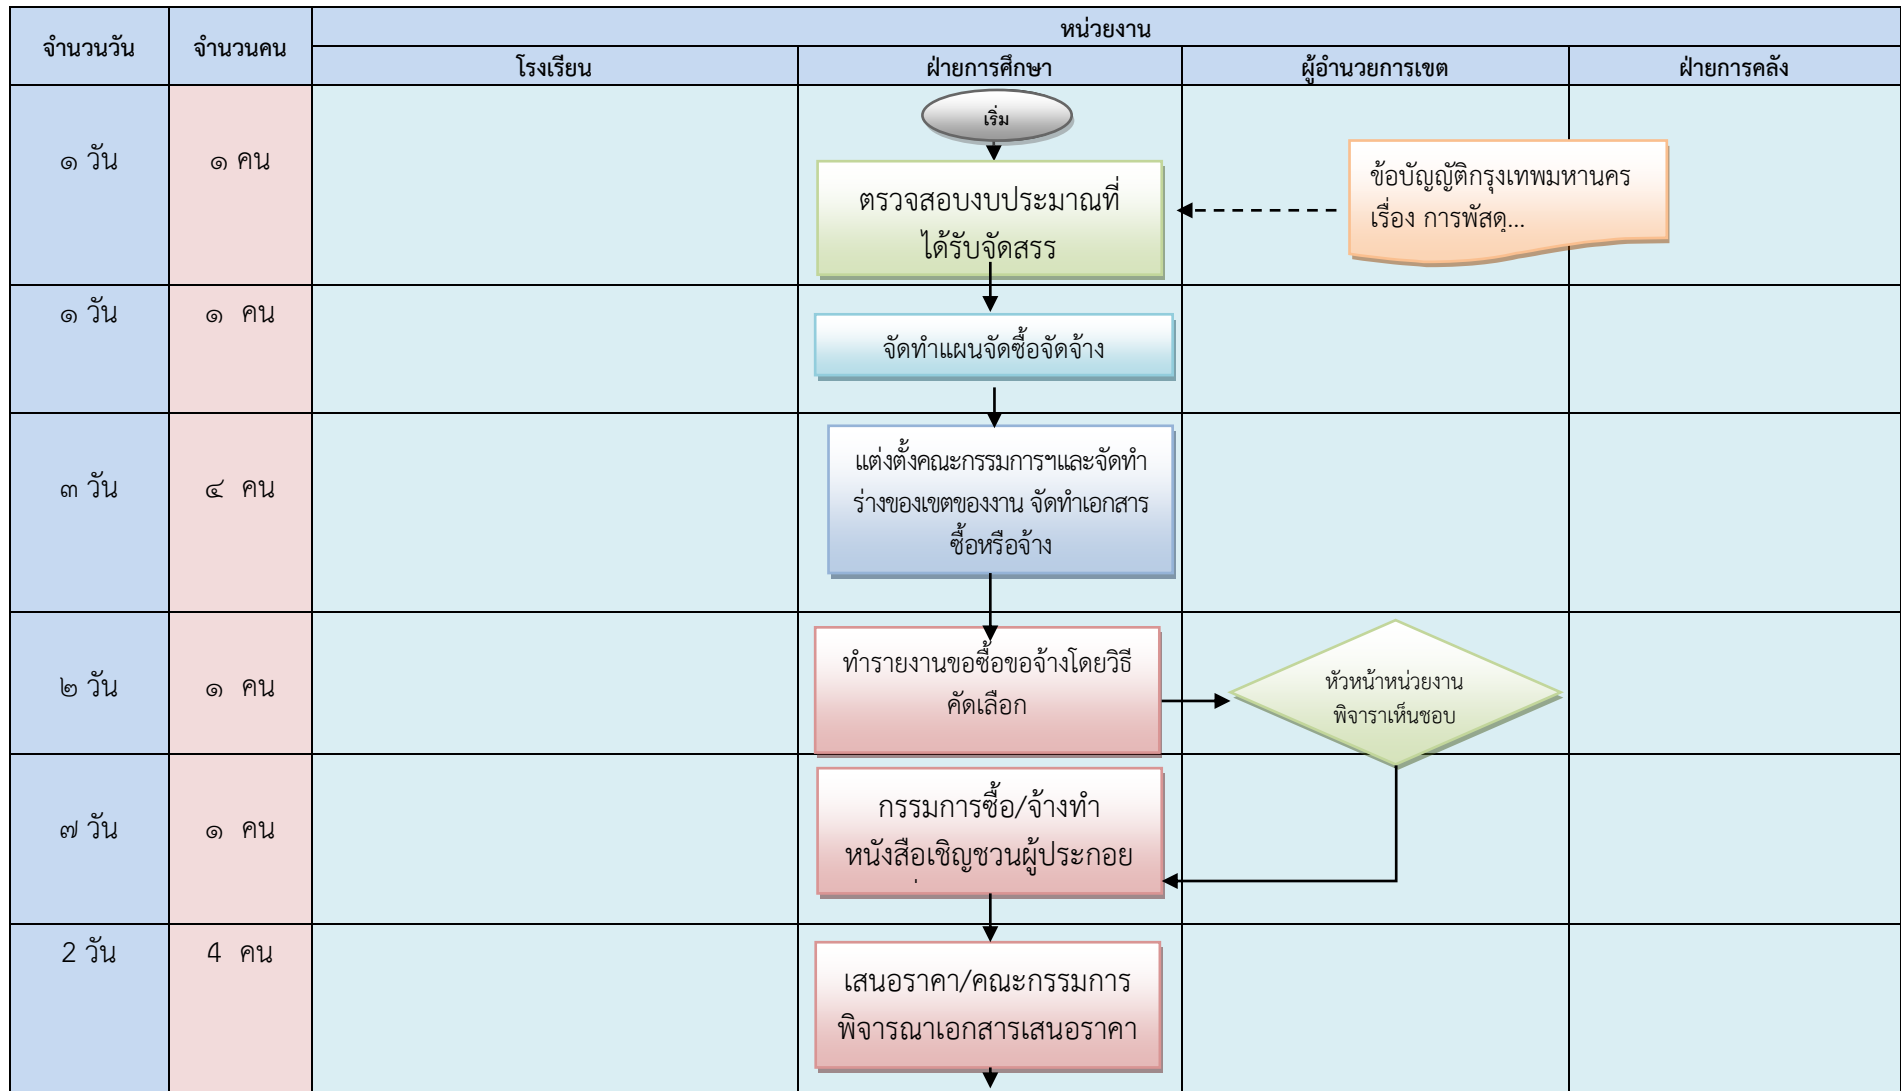 จำนวนวัน
จำนวนคน
หน่วยงาน
โรงเรียน
ฝ่ายการศึกษา
ผู้อำนวยการเขต
ฝ่ายการคลัง
๑ วัน
๑ คน
เริ่ม
ตรวจสอบงบประมาณที่
ได้รับจัดสรร
ข้อบัญญัติกรุงเทพมหานคร
เรื่อง การพัสดุ...
๑ วัน
๑ คน
จัดทำแผนจัดซื้อจัดจ้าง
๓ วัน
๔ คน
แต่งตั้งคณะกรรมการฯและจัดทำ
ร่างของเขตของงาน จัดทำเอกสาร
ซื้อหรือจ้าง
๒ วัน
๑ คน
ทำรายงานขอซื้อขอจ้างโดยวิธี
คัดเลือก
หัวหน้าหน่วยงาน
พิจาราเห็นชอบ
๗ วัน
๑ คน
กรรมการซื้อ/จ้างทำ
หนังสือเชิญชวนผู้ประกอย
2 วัน
4 คน
เสนอราคา/คณะกรรมการ
พิจารณาเอกสารเสนอราคา